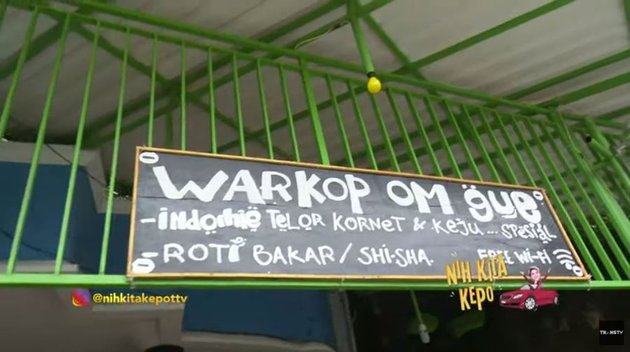 WARKOP OM gue
-indomie TELOR KORNET & KEJU... SPESIAL
-ROTI BAKAR / SHI-SHA. FREE Wi-Fi
NIH KITA
KEPO
@nihkitakepottv
TRANSTV